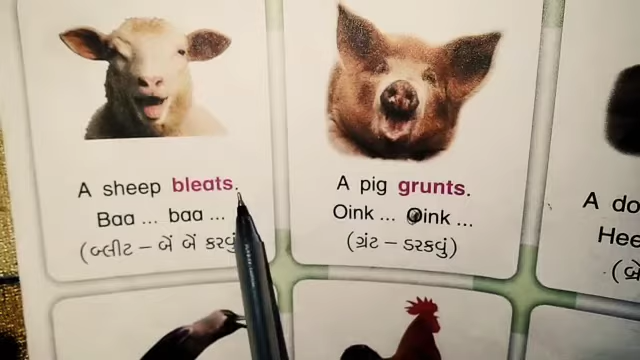 A sheep bleats.
Baa ... baa ...
(બ્લીટ – બેં બેં કરવું
A pig grunts.
Oink ... Oink ...
(ગ્રંટ – ડરકવું)
A do
Hee